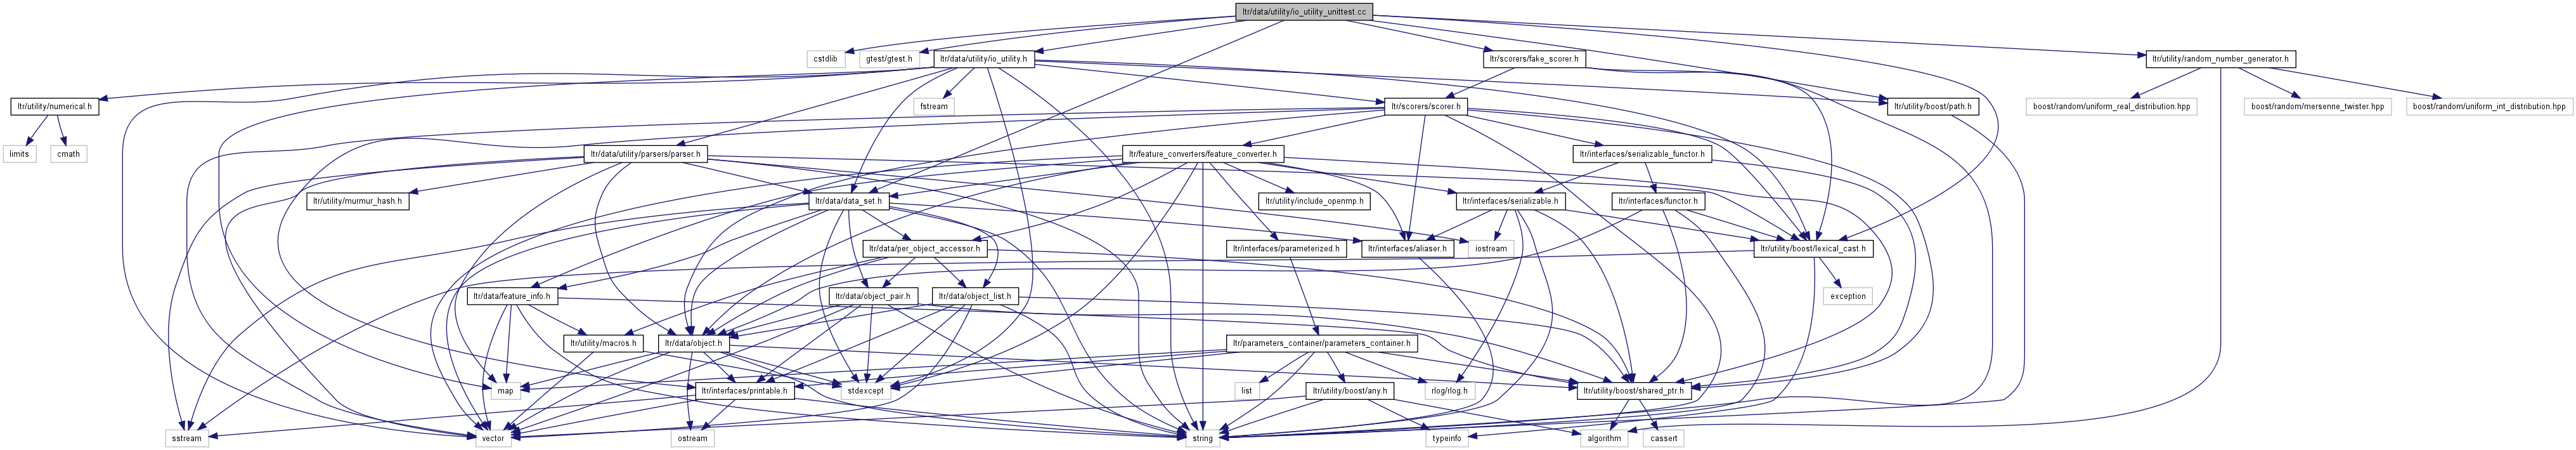 ltr/data/utility/io_utility_unittest.cc
cstdlib
gtest/gtest.h
ltr/data/utility/io_utility.h
ltr/scorers/fake_scorer.h
ltr/utility/random_number_generator.h
ltr/utility/numerical.h
fstream
ltr/scorers/scorer.h
ltr/utility/boost/path.h
boost/random/uniform_real_distribution.hpp
boost/random/mersenne_twister.hpp
boost/random/uniform_int_distribution.hpp
limits
cmath
ltr/data/utility/parsers/parser.h
ltr/feature_converters/feature_converter.h
ltr/interfaces/serializable_functor.h
ltr/utility/murmur_hash.h
ltr/data/data_set.h
ltr/utility/include_openmp.h
ltr/interfaces/serializable.h
ltr/interfaces/functor.h
ltr/data/per_object_accessor.h
ltr/interfaces/parameterized.h
ltr/interfaces/aliaser.h
iostream
ltr/utility/boost/lexical_cast.h
ltr/data/feature_info.h
ltr/data/object_pair.h
ltr/data/object_list.h
exception
ltr/utility/macros.h
ltr/data/object.h
ltr/parameters_container/parameters_container.h
map
ltr/interfaces/printable.h
stdexcept
list
ltr/utility/boost/any.h
rlog/rlog.h
ltr/utility/boost/shared_ptr.h
sstream
vector
ostream
string
typeinfo
algorithm
cassert